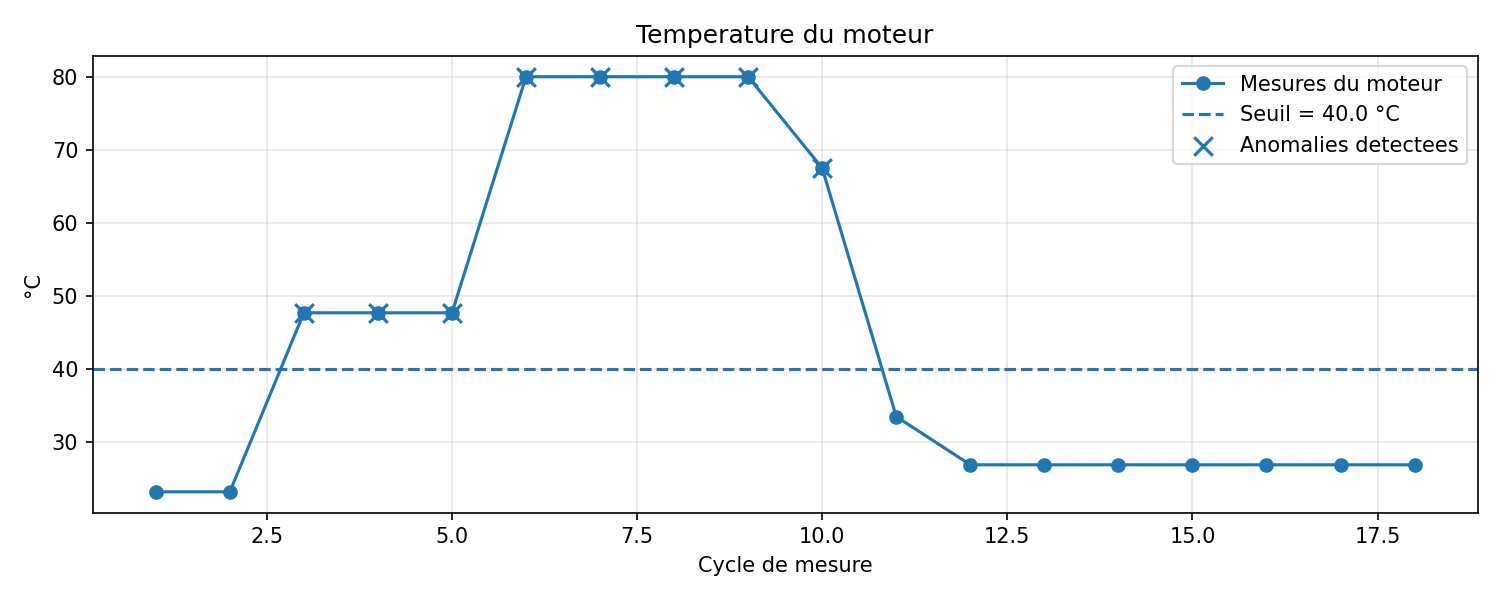 Temperature du moteur
Mesures du moteur
Seuil = 40.0 °C
Anomalies detectees
80
70
60
50
40
30
°C
2.5 5.0 7.5 10.0 12.5 15.0 17.5
Cycle de mesure